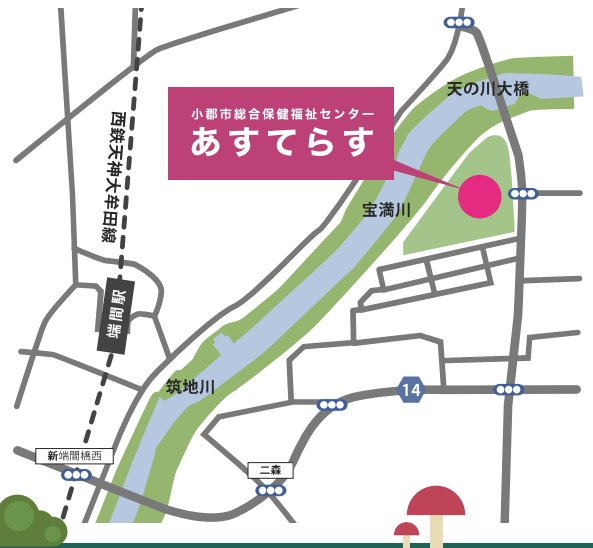 天の川大橋
小郡市総合保健福祉センター
あすてらす
西鉄天神大牟田線
宝満川
端間駅
筑地川
14
新端間橋西
二森